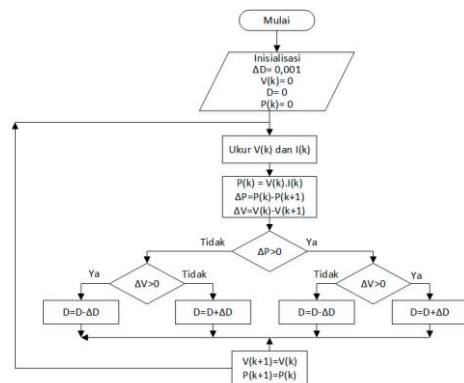 Mulai
Inisialisasi
ΔD= 0,001
V(k)= 0
D= 0
P(k)= 0
Ukur V(k) dan I(k)
P(k) = V(k).I(k)
ΔP=P(k)-P(k+1)
ΔV=V(k)-V(k+1)
Tidak
ΔP>0
Ya
Ya
ΔV>0
Tidak
Tidak
ΔV>0
Ya
D=D-ΔD
D=D+ΔD
D=D-ΔD
D=D+ΔD
V(k+1)=V(k)
P(k+1)=P(k)